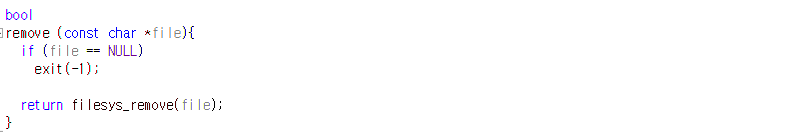 bool
remove (const char *file){
  if (file == NULL)
    exit(-1);

  return filesys_remove(file);
}